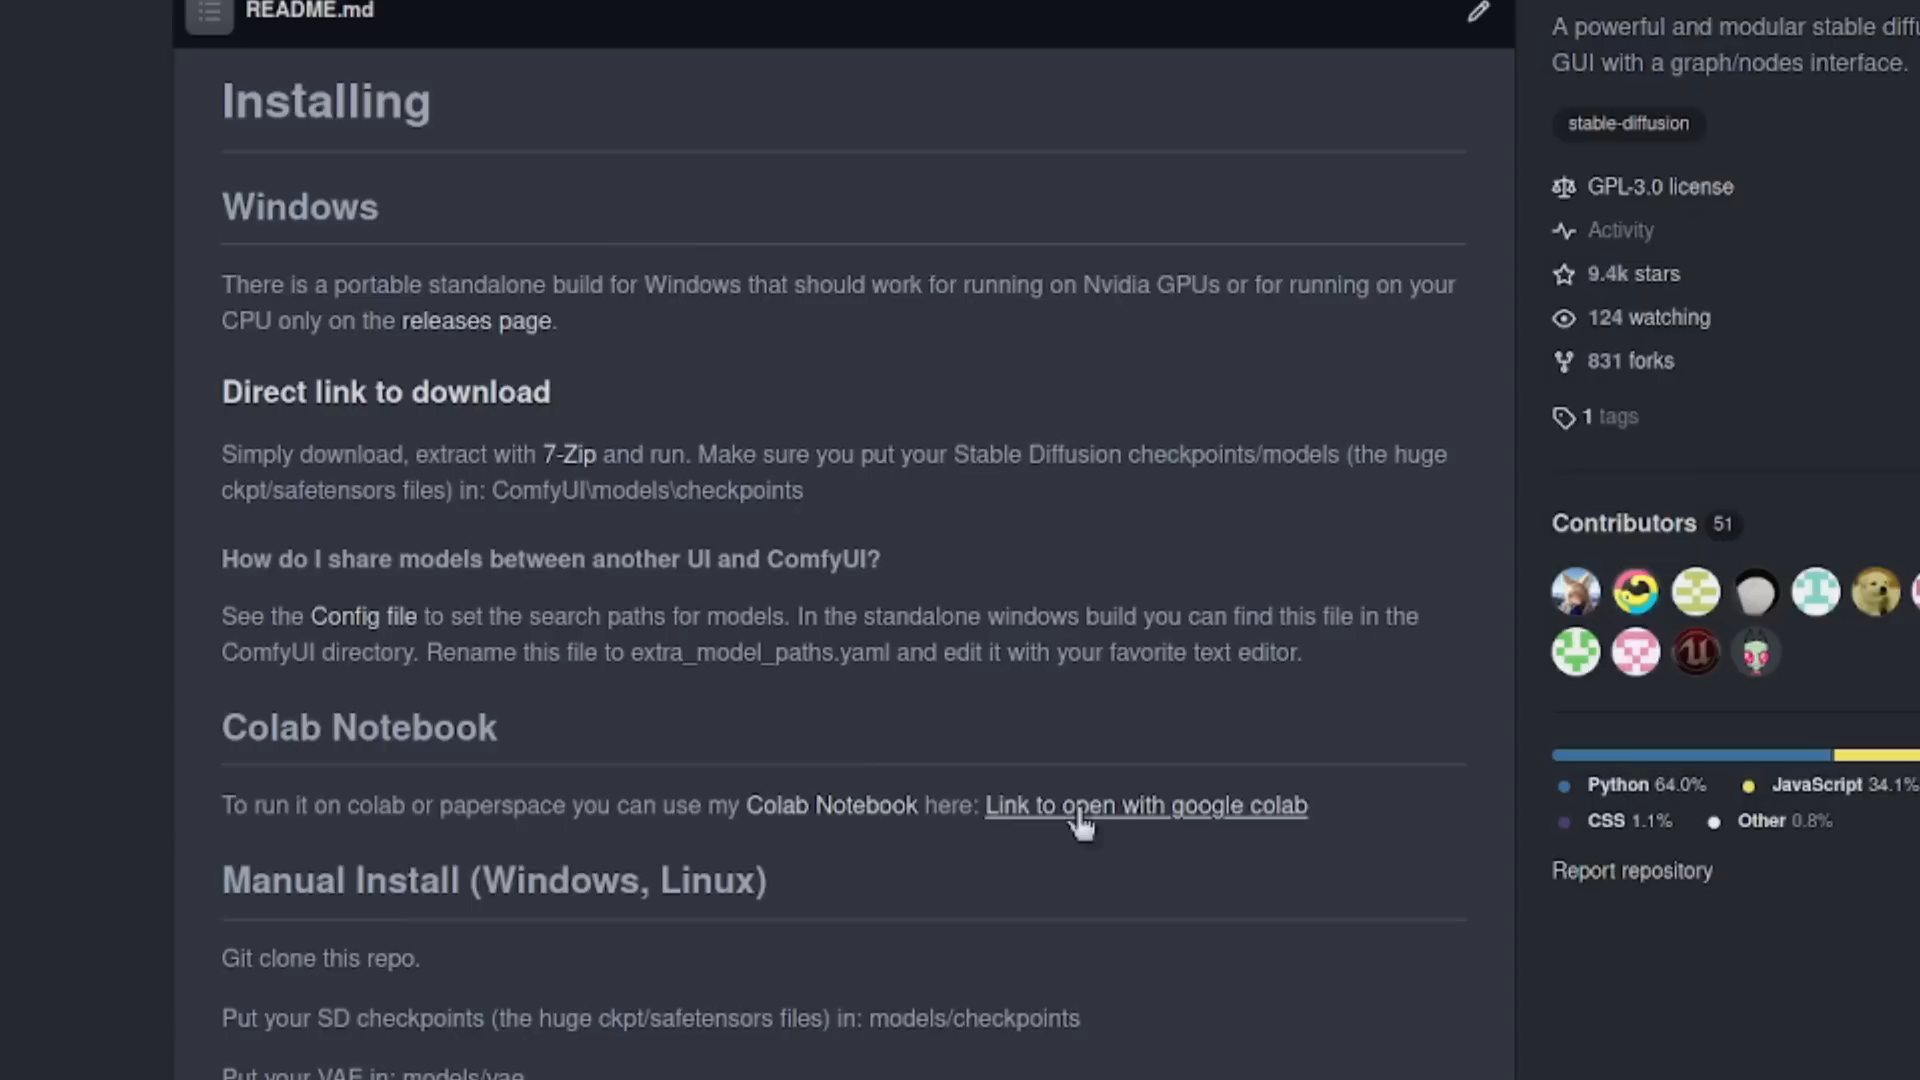 README.md
Installing
Windows
There is a portable standalone build for Windows that should work for running on Nvidia GPUs or for running on your
CPU only on the releases page.
Direct link to download
Simply download, extract with 7-Zip and run. Make sure you put your Stable Diffusion checkpoints/models (the huge
ckpt/safetensors files) in: ComfyUI\models\checkpoints
How do I share models between another UI and ComfyUI?
See the Config file to set the search paths for models. In the standalone windows build you can find this file in the
ComfyUI directory. Rename this file to extra_model_paths.yaml and edit it with your favorite text editor.
Colab Notebook
To run it on colab or paperspace you can use my Colab Notebook here: Link to open with google colab
Manual Install (Windows, Linux)
Git clone this repo.
Put your SD checkpoints (the huge ckpt/safetensors files) in: models/checkpoints
Put your VAE in: models/vae
A powerful and modular stable
GUI with a graph/nodes interface.
stable-diffusion
GPL-3.0 license
Activity
9.4k stars
124 watching
831 forks
1 tags
Contributors 51
Python 64.0% JavaScript 34.1%
CSS 1.1% Other 0.8%
Report repository